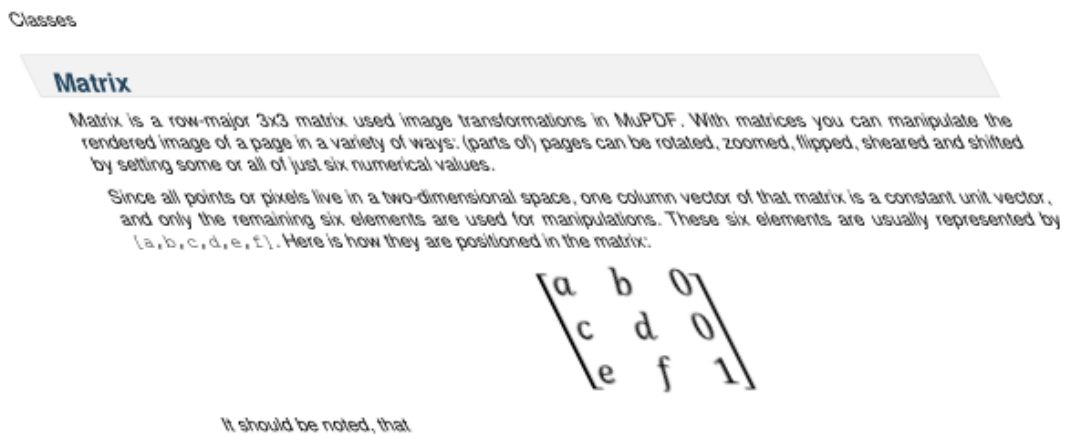 Classes
Matrix
Matrix is a row-major 3x3 matrix used image transformations in MuPDF. With matrices you can manipulate the
rendered image of a page in a variety of ways: (parts of) pages can be rotated, zoomed, flipped, sheared and shifted
by setting some or all of just six numerical values.
Since all points or pixels live in a two-dimensional space, one column vector of that matrix is a constant unit vector,
and only the remaining six elements are used for manipulations. These six elements are usually represented by
[a,b,c,d,e,f]. Here is how they are positioned in the matrix:
a b 0
c d 0
e f 1
It should be noted, that